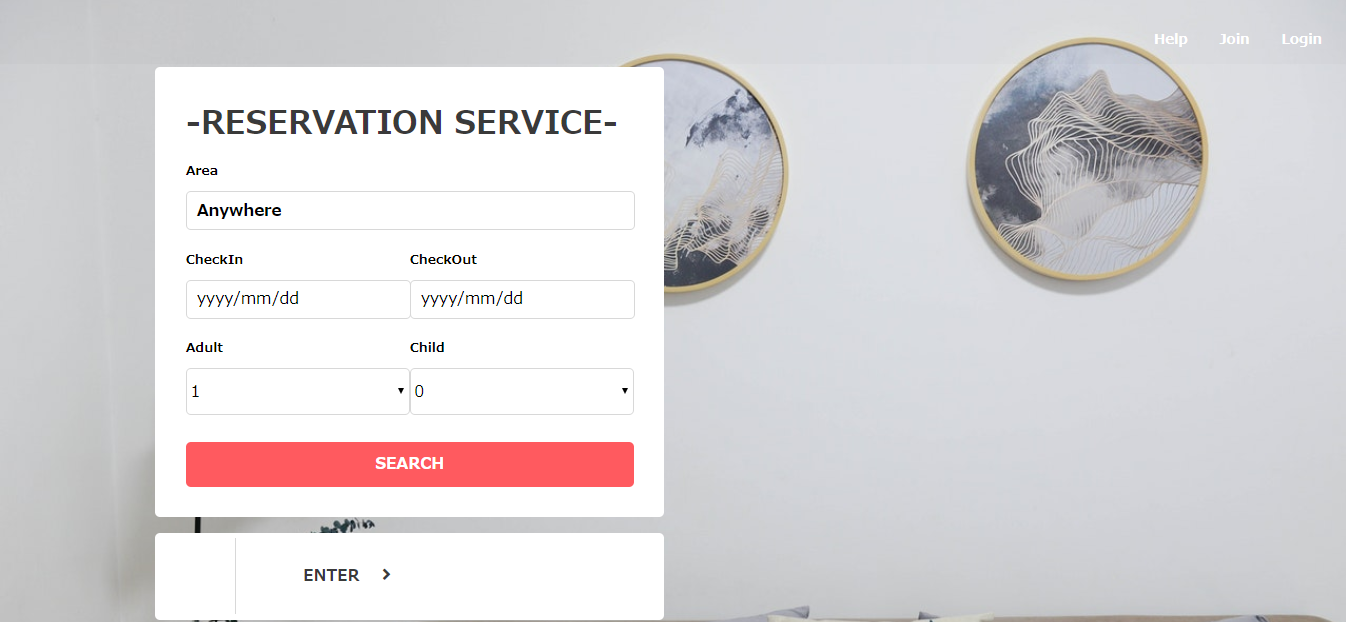 Help Join Login
-RESERVATION SERVICE-
Area
Anywhere
CheckIn CheckOut
yyyy/mm/dd yyyy/mm/dd
Adult Child
1 0
SEARCH
ENTER